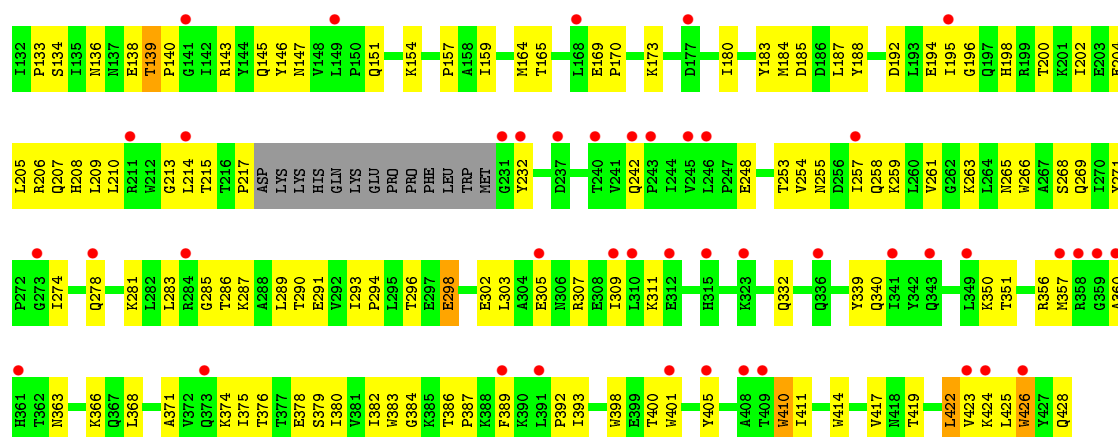 I132 P133 S134 I135 N136 N137 E138 T139 P140 G141 I142 R143 Y144 Q145 Y146 N147 V148 L149 P150 Q151 K154 P157 A158 I159 M164 T165 L168 E169 P170 K173 D177 I180 Y183 M184 D185 D186 L187 Y188 D192 L193 E194 I195 G196 Q197 H198 R199 T200 K201 I202 E203 E204
L205 R206 Q207 H208 L209 L210 R211 W212 G213 L214 T215 T216 P217 ASP LYS LYS HIS GLN LYS GLU PRO PRO PHE LEU TRP MET G231 Y232 D237 T240 V241 Q242 P243 I244 V245 L246 P247 E248 T253 V254 N255 D256 I257 Q258 K259 L260 V261 G262 K263 L264 N265 W266 A267 S268 Q269 I270 Y271
P272 G273 I274 Q278 K281 L282 L283 R284 G285 T286 K287 A288 L289 T290 E291 V292 I293 P294 L295 T296 E297 E298 E302 L303 A304 E305 N306 R307 E308 I309 L310 K311 E312 H315 K323 Q332 Q336 Y339 Q340 I341 Y342 Q343 L349 K350 T351 R356 M357 R358 G359 A360
H361 T362 N363 K366 Q367 L368 A371 V372 Q373 K374 I375 T376 T377 E378 S379 I380 V381 I382 W383 G384 K385 T386 P387 K388 F389 K390 L391 P392 I393 W398 E399 T400 W401 Y405 A408 T409 W410 I411 W414 V417 N418 T419 L422 V423 K424 L425 W426 Y427 Q428